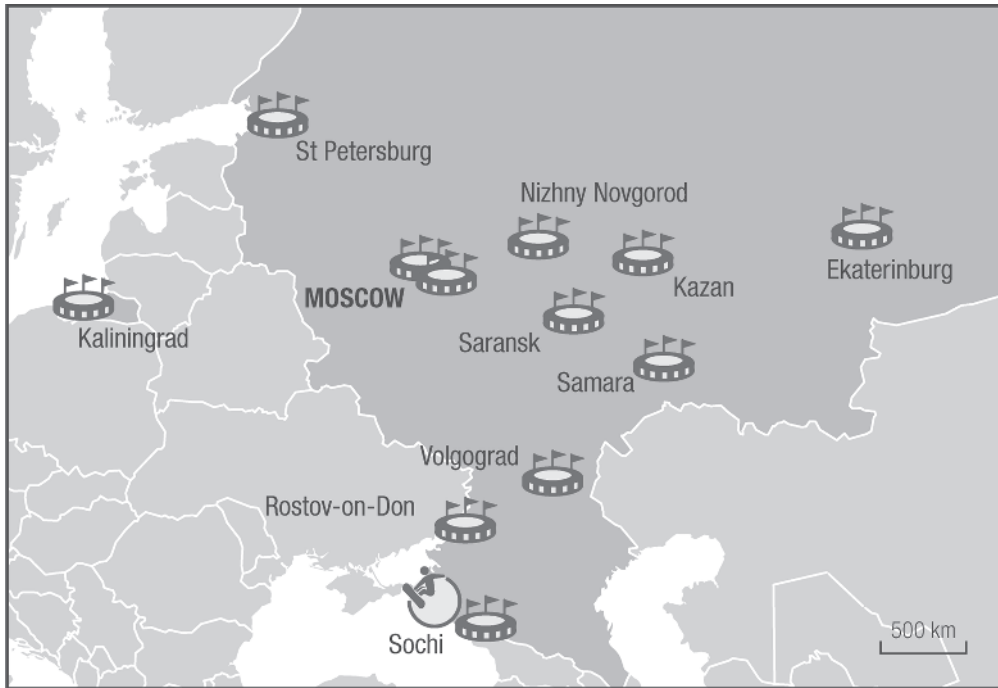 St Petersburg
Nizhny Novgorod
Ekaterinburg
Kazan
MOSCOW
Kaliningrad
Saransk
Samara
Volgograd
Rostov-on-Don
500 km
Sochi